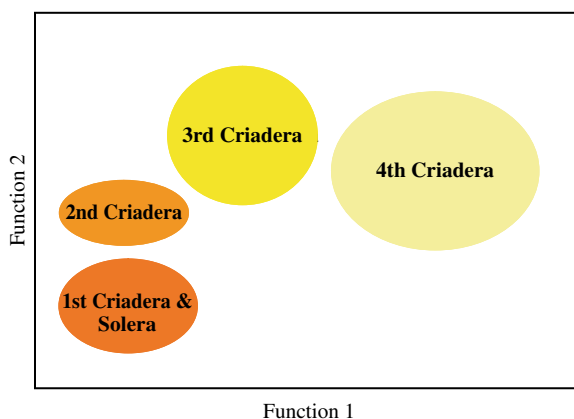 3rd Criadera
4th Criadera
2nd Criadera
1st Criadera &
Solera
Function 2
Function 1